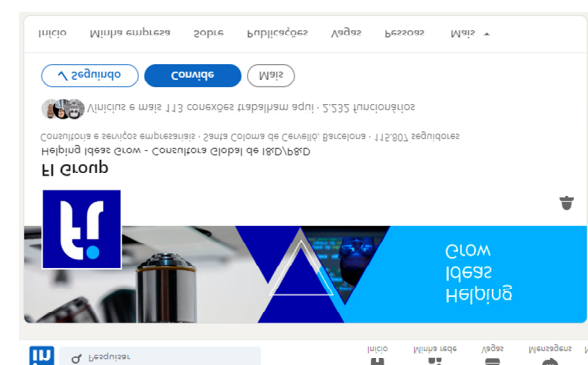 Pesquisar
Início
Minha rede
Vagas
Mensagens
Helping
Ideas
Grow
fi
FI Group
Helping Ideas Grow - Consultora Global de I&D/P&D
Consultoria e serviços empresariais · Santa Coloma de Cervelló, Barcelona · 115.807 seguidores
Vinicius e mais 113 conexões trabalham aqui · 2.232 funcionários
✓ Seguindo Convide Mais
Início Minha empresa Sobre Publicações Vagas Pessoas Mais